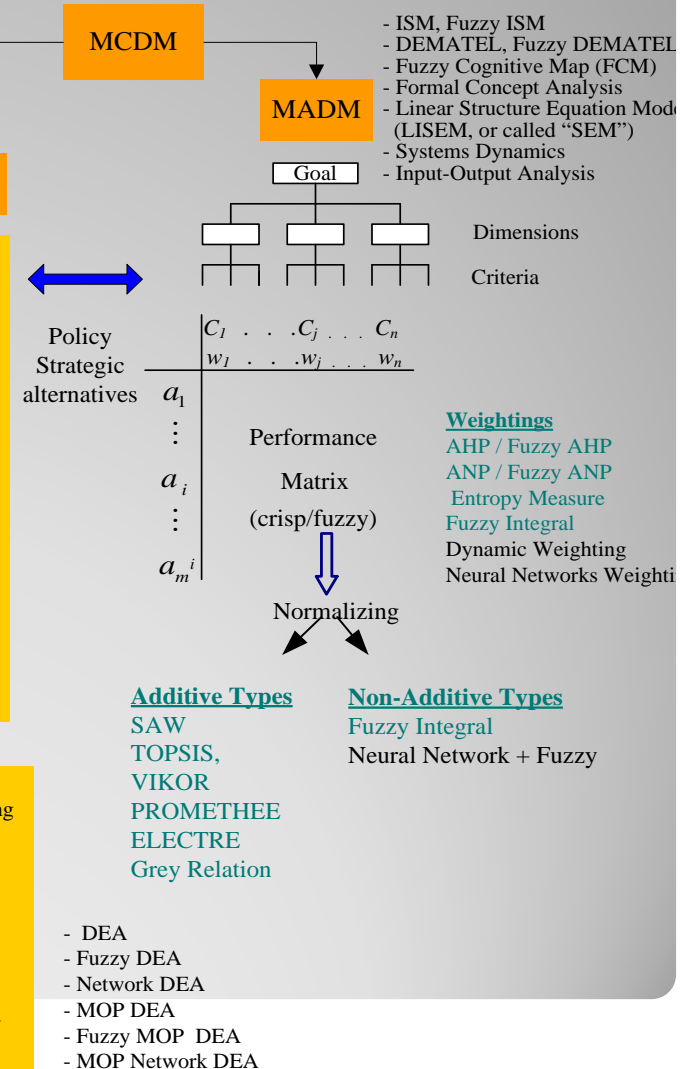 MCDM
- ISM, Fuzzy ISM
- DEMATEL, Fuzzy DEMATEL
- Fuzzy Cognitive Map (FCM)
- Formal Concept Analysis
- Linear Structure Equation Mode
(LISEM, or called “SEM”)
- Systems Dynamics
- Input-Output Analysis
MADM
Goal
Dimensions
Criteria
Policy
Strategic
alternatives
C1 . . .Cj . . . Cn
w1 . . .wj . . . wn
a1
⋮
ai
⋮
am i
Performance
Matrix
(crisp/fuzzy)
Weightings
AHP / Fuzzy AHP
ANP / Fuzzy ANP
Entropy Measure
Fuzzy Integral
Dynamic Weighting
Neural Networks Weighti
Normalizing
Additive Types
SAW
TOPSIS,
VIKOR
PROMETHEE
ELECTRE
Grey Relation
Non-Additive Types
Fuzzy Integral
Neural Network + Fuzzy
ng
- DEA
- Fuzzy DEA
- Network DEA
- MOP DEA
- Fuzzy MOP DEA
- MOP Network DEA